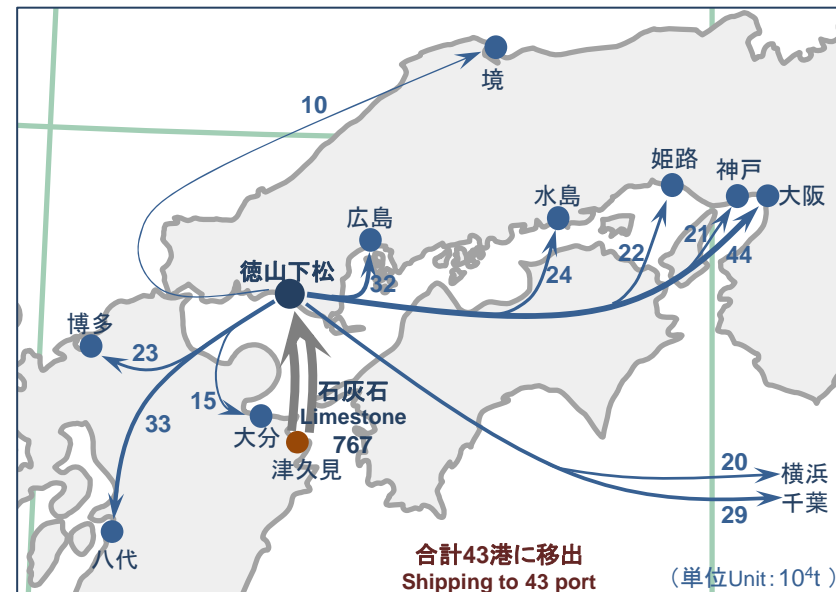 境
10
姫路
神戸
大阪
水島
広島
21
44
22
24
32
徳山下松
博多
23
15
33
石灰石
Limestone
767
大分
津久見
20
横浜
29
千葉
八代
合計43港に移出
Shipping to 43 port
（単位Unit：10⁴t ）